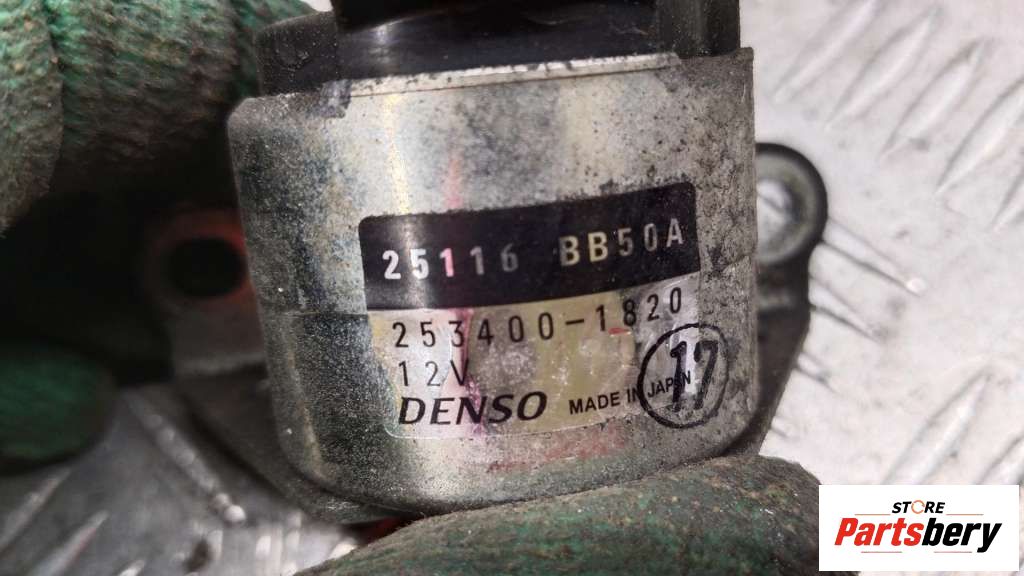 25116 BB50A
253400-1820
12V
DENSO MADE IN JAPAN 17
STORE
Partsbery